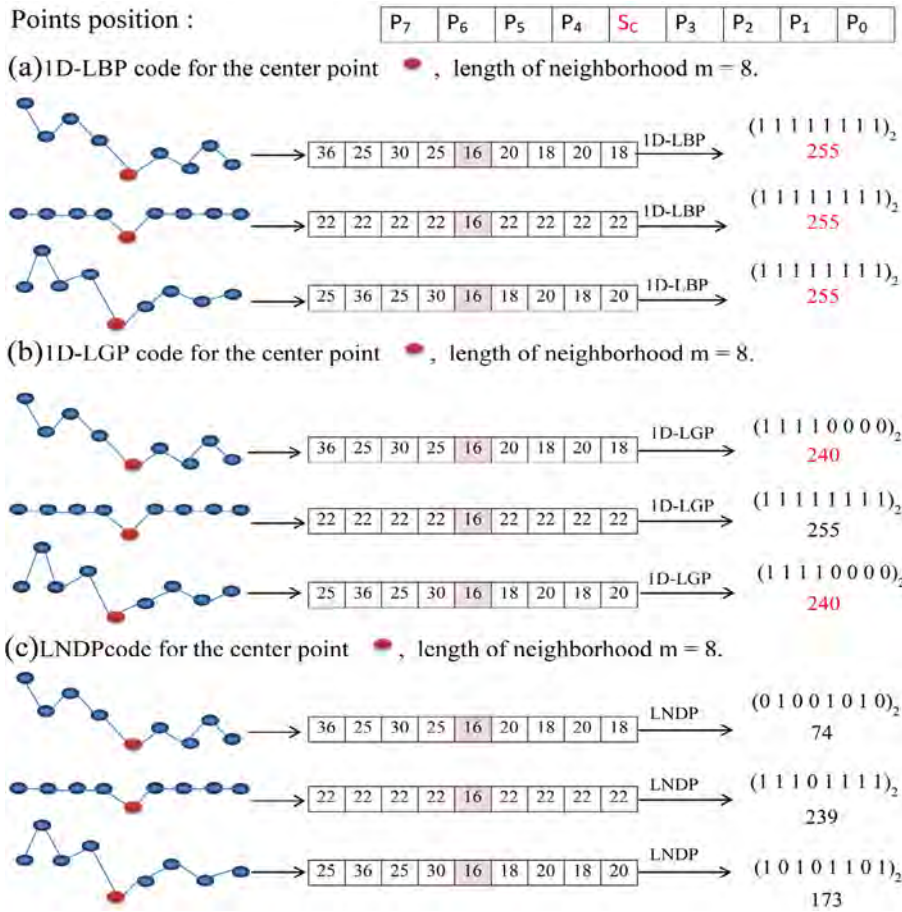 Points position :
P7 P6 P5 P4 SC P3 P2 P1 P0
(a)1D-LBP code for the center point , length of neighborhood m = 8.
36 25 30 25 16 20 18 20 18 1D-LBP (1 1 1 1 1 1 1 1)2
255
22 22 22 22 16 22 22 22 22 1D-LBP (1 1 1 1 1 1 1 1)2
255
25 36 25 30 16 18 20 18 20 1D-LBP (1 1 1 1 1 1 1 1)2
255
(b)1D-LGP code for the center point , length of neighborhood m = 8.
36 25 30 25 16 20 18 20 18 1D-LGP (1 1 1 1 0 0 0 0)2
240
22 22 22 22 16 22 22 22 22 1D-LGP (1 1 1 1 1 1 1 1)2
255
25 36 25 30 16 18 20 18 20 1D-LGP (1 1 1 1 0 0 0 0)2
240
(c)LNDPcode for the center point , length of neighborhood m = 8.
36 25 30 25 16 20 18 20 18 LNDP (0 1 0 0 1 0 1 0)2
74
22 22 22 22 16 22 22 22 22 LNDP (1 1 1 0 1 1 1 1)2
239
25 36 25 30 16 18 20 18 20 LNDP (1 0 1 0 1 1 0 1)2
173